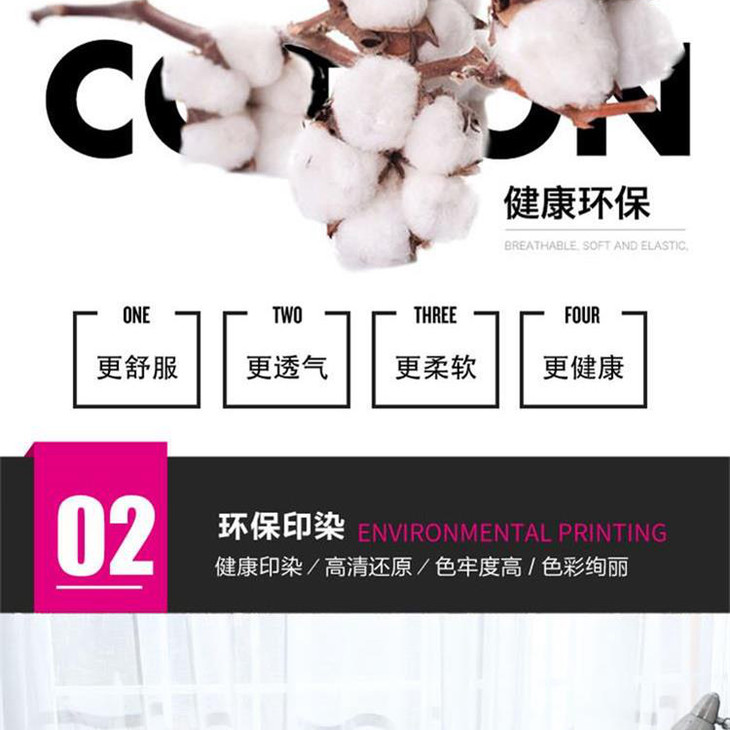 COTTON
健康环保
BREATHABLE, SOFT AND ELASTIC,
ONE
TWO
THREE
FOUR
更舒服
更透气
更柔软
更健康
02
环保印染 ENVIRONMENTAL PRINTING
健康印染 / 高清还原 / 色牢度高 / 色彩绚丽